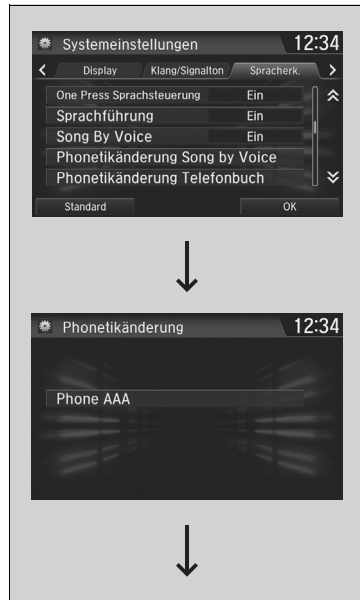 Systemeinstellungen 12:34
Display Klang/Signalton Spracherk.
One Press Sprachsteuerung Ein
Sprachführung Ein
Song By Voice Ein
Phonetikänderung Song by Voice
Phonetikänderung Telefonbuch
Standard OK
Phonetikänderung 12:34
Phone AAA